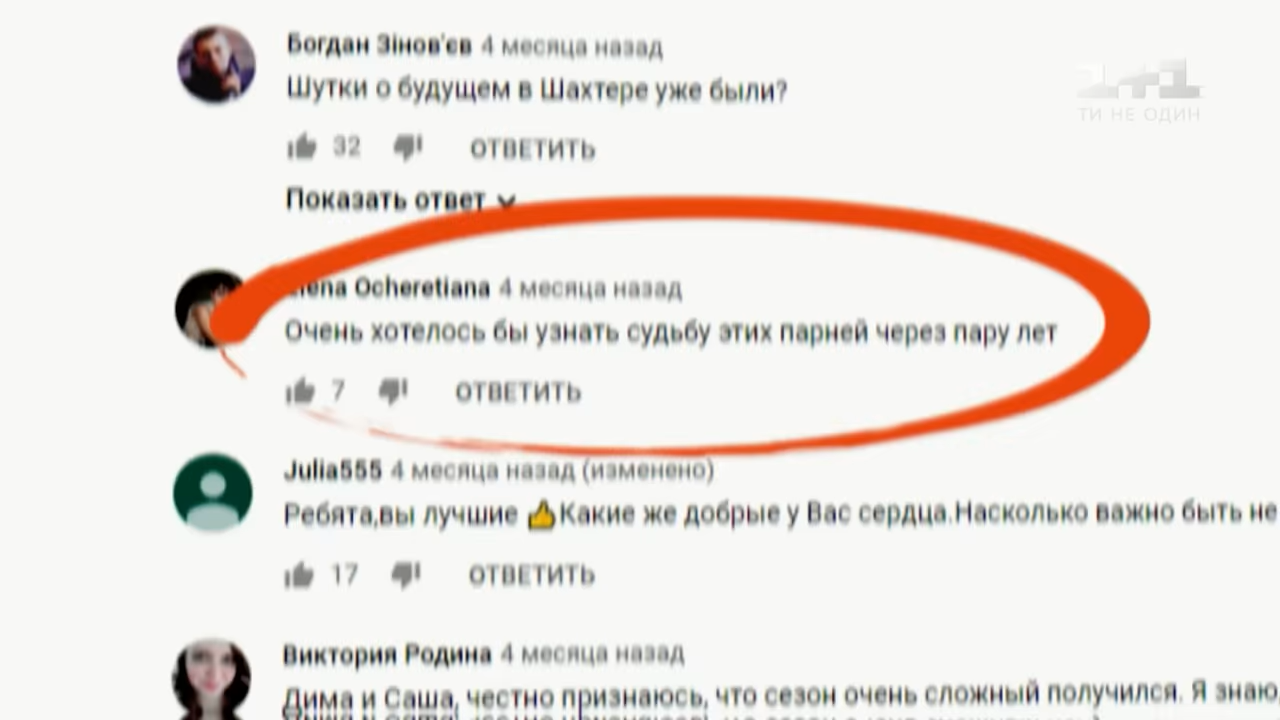 Богдан Зінов'єв 4 месяца назад
Шутки о будущем в Шахтере уже были?
32 ОТВЕТИТЬ
Показать ответ
1+1
ТИ НЕ ОДИН
Ocheretiana 4 месяца назад
Очень хотелось бы узнать судьбу этих парней через пару лет
7 ОТВЕТИТЬ
Julia555 4 месяца назад (изменено)
Ребята,вы лучшие 👍Какие же добрые у Вас сердца.Насколько важно быть не
17 ОТВЕТИТЬ
Виктория Родина 4 месяца назад
Дима и Саша, честно признаюсь, что сезон очень сложный получился. Я знаю,